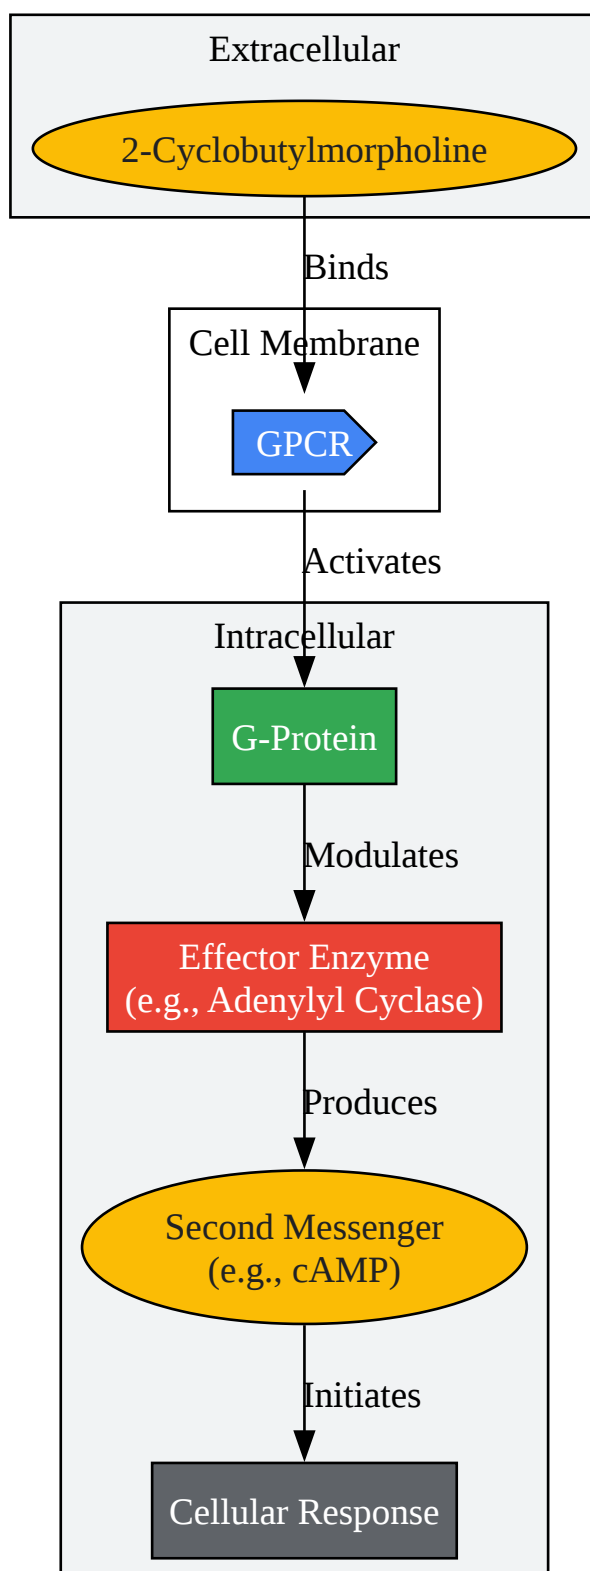 Extracellular
2-Cyclobutylmorpholine
Binds
Cell Membrane
GPCR
Activates
Intracellular
G-Protein
Modulates
Effector Enzyme
(e.g., Adenylyl Cyclase)
Produces
Second Messenger
(e.g., cAMP)
Initiates
Cellular Response